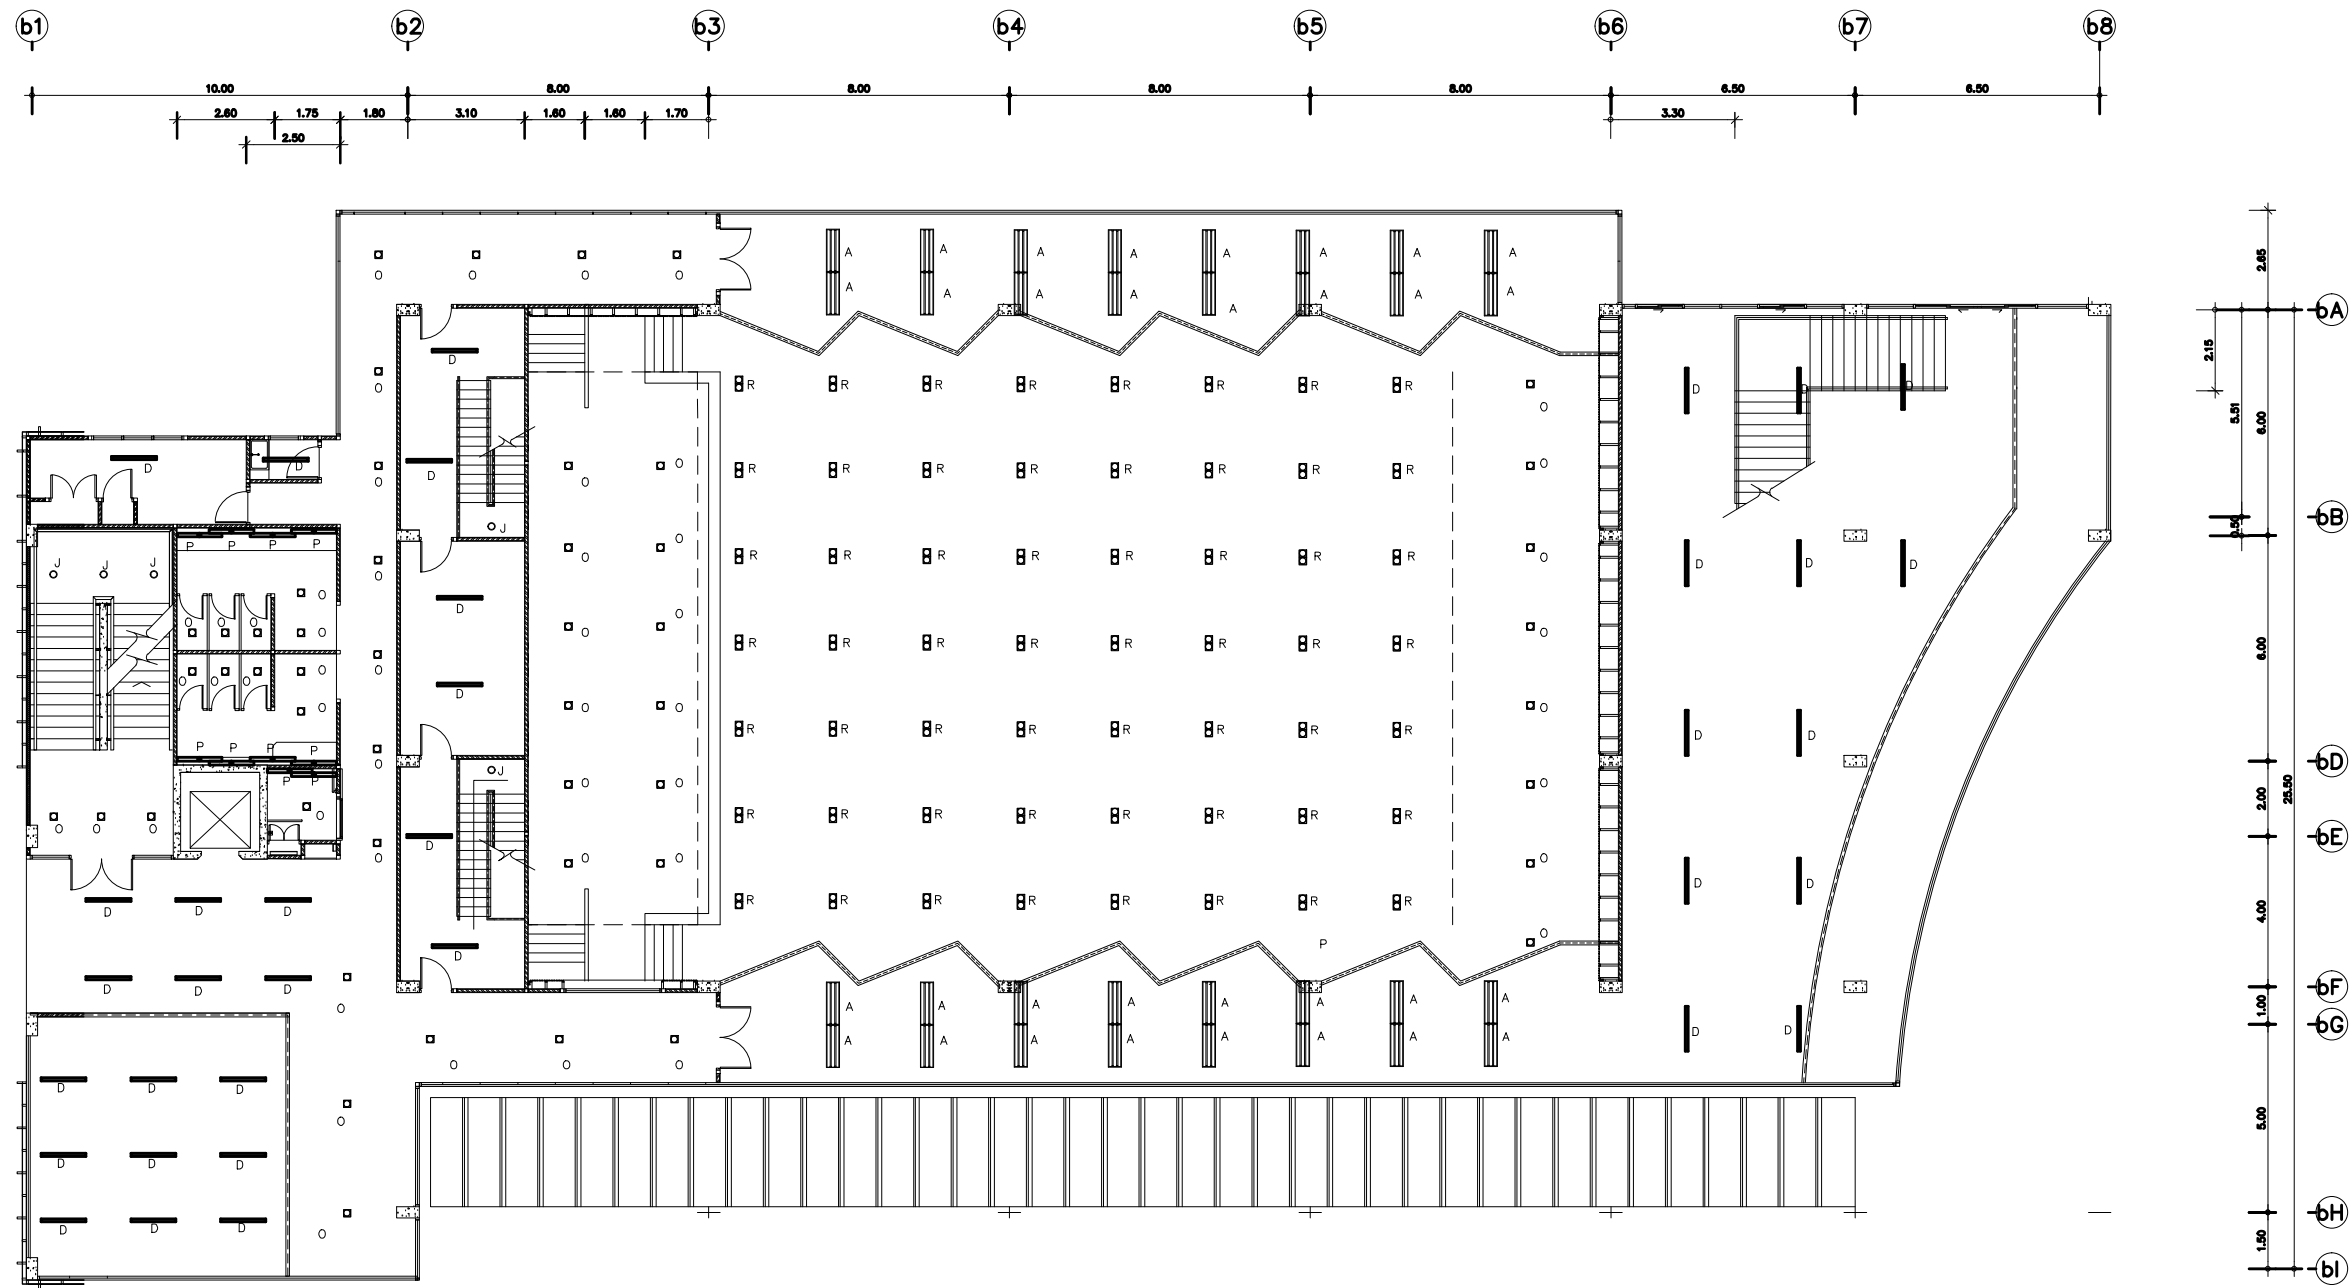 b1 b2 b3 b4 b5 b6 b7 b8
10.00 8.00 8.00 8.00 8.00 6.50 6.50
2.60 1.75 1.80 3.10 1.60 1.60 1.70 3.30
2.50
A A A A A A A A
2.65
O O O O
A A A A A A A
A
bA
2.15
D
R R R R R R R R
O
D D D
O
5.51
6.00
D D
O
D
R R R R R R R R
O O
O
J
bB
0.50
P P P P
J J J
O
O
R R R R R R R R
O
D D D
O
O
D
O
O O O
O
O
R R R R R R R R
O
6.00
O
O
O O O
D
O
O
O
R R R R R R R R
O
D D
P P P P
O
bD
J
P P
O
O
R R R R R R R R
O
2.00
O O O
O
D
bE
O
O
O
R R R R R R R R
O
D D
D D D
4.00
O
P
D
D D D
A A A A A A A A
bF
O
1.00
A A A A A A A A
D D
bG
25.50
O O O
D D D
O
5.00
D D D
D D D
O
bH
1.50
bI